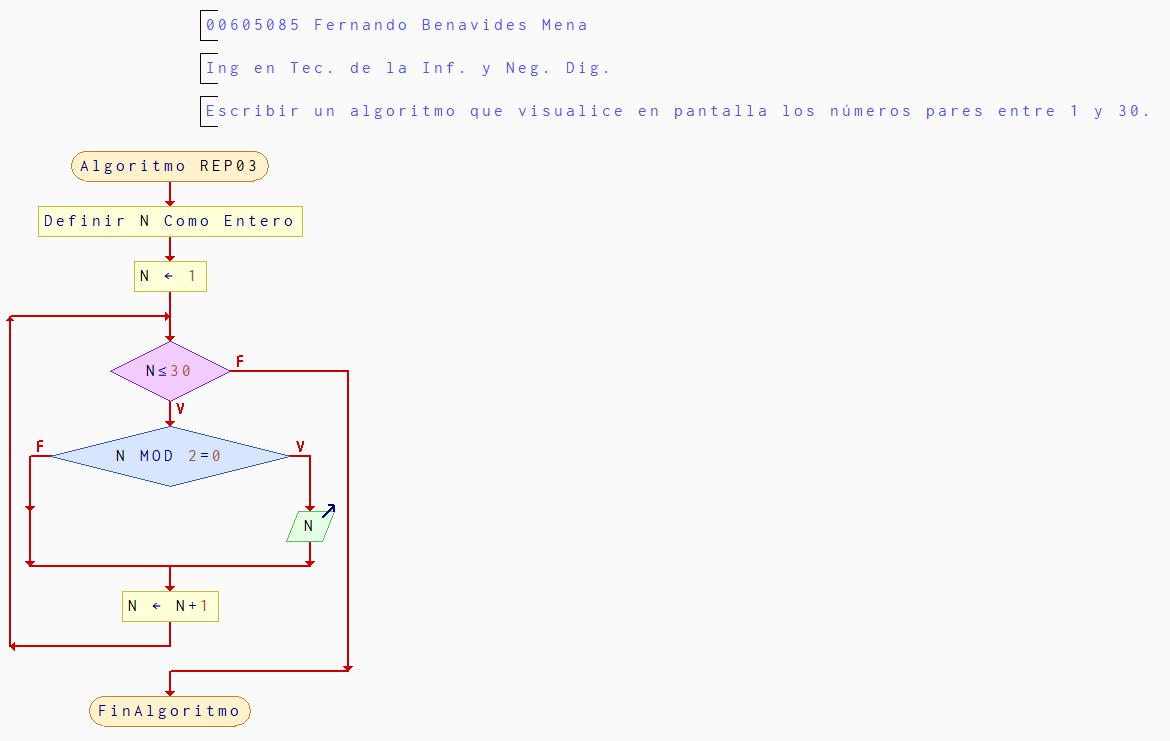 00605085 Fernando Benavides Mena
Ing en Tec. de la Inf. y Neg. Dig.
Escribir un algoritmo que visualice en pantalla los números pares entre 1 y 30.
Algoritmo REP03
Definir N Como Entero
N ← 1
N≤30
F
V
N MOD 2=0
F
V
N
N ← N+1
FinAlgoritmo